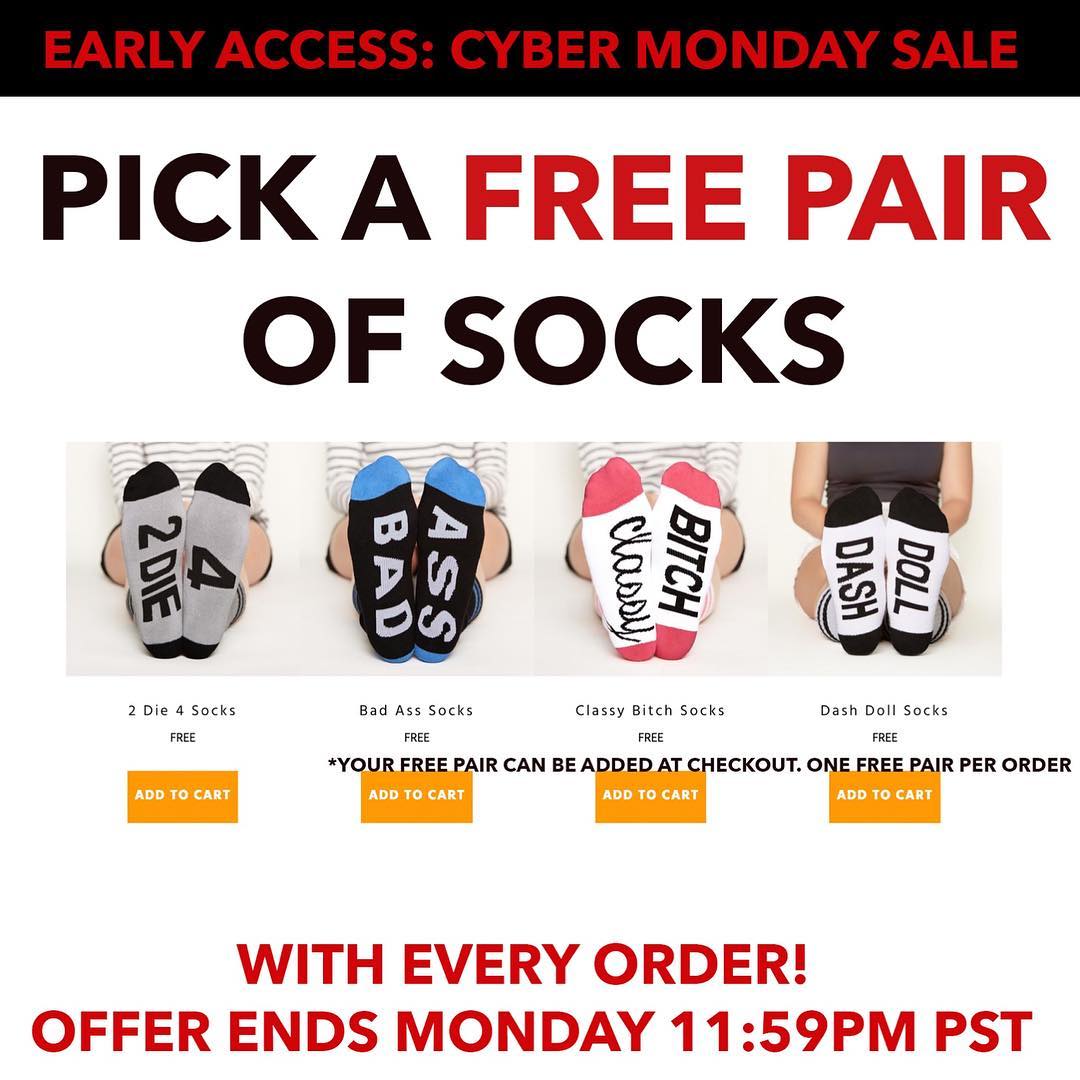 EARLY ACCESS: CYBER MONDAY SALE
PICK A FREE PAIR
OF SOCKS
2 DIE 4
BAD ASS
classy BITCH
DASH DOLL
2 Die 4 Socks
FREE
ADD TO CART
Bad Ass Socks
FREE
ADD TO CART
Classy Bitch Socks
FREE
ADD TO CART
Dash Doll Socks
FREE
ADD TO CART
*YOUR FREE PAIR CAN BE ADDED AT CHECKOUT. ONE FREE PAIR PER ORDER
WITH EVERY ORDER!
OFFER ENDS MONDAY 11:59PM PST